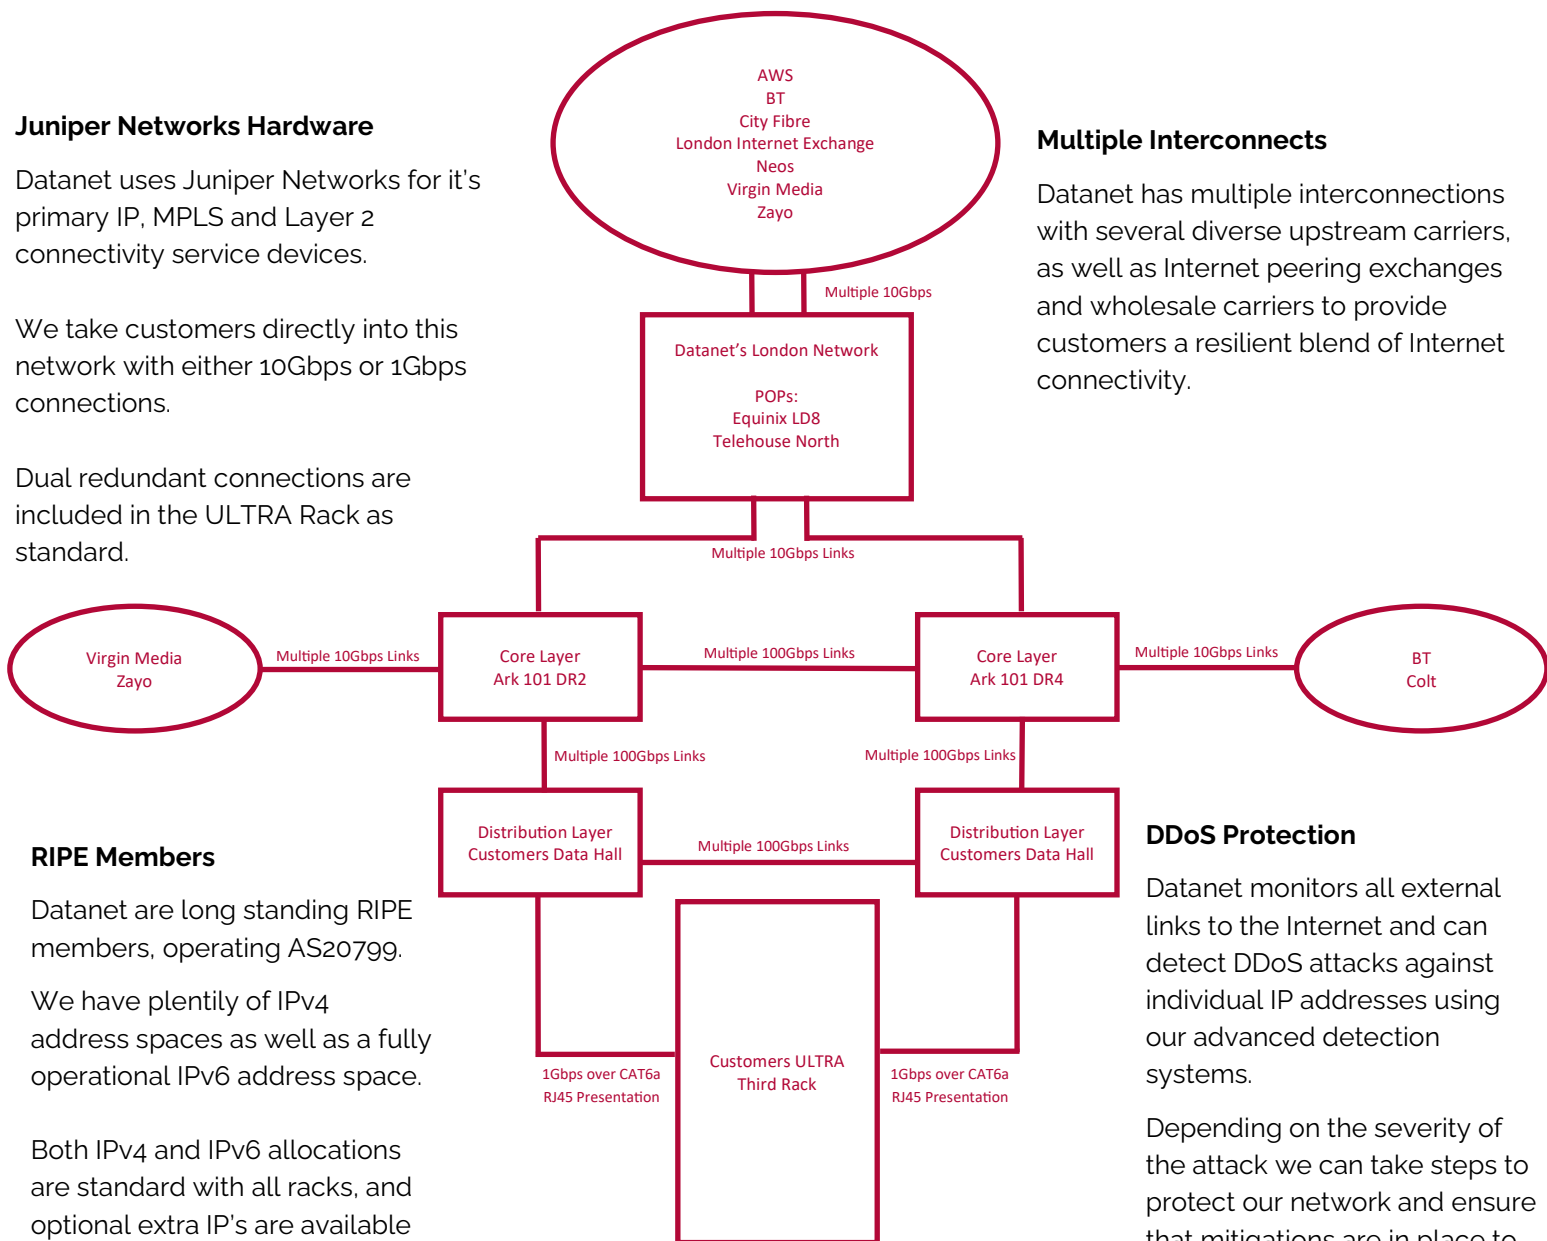 AWS
BT
City Fibre
London Internet Exchange
Neos
Virgin Media
Zayo
Juniper Networks Hardware
Datanet uses Juniper Networks for it's
primary IP, MPLS and Layer 2
connectivity service devices.
We take customers directly into this
network with either 10Gbps or 1Gbps
connections.
Dual redundant connections are
included in the ULTRA Rack as
standard.
Multiple Interconnects
Datanet has multiple interconnections
with several diverse upstream carriers,
as well as Internet peering exchanges
and wholesale carriers to provide
customers a resilient blend of Internet
connectivity.
Multiple 10Gbps
Datanet's London Network
POPs:
Equinix LD8
Telehouse North
Multiple 10Gbps Links
Virgin Media
Zayo
Multiple 10Gbps Links
Core Layer
Ark 101 DR2
Multiple 100Gbps Links
Core Layer
Ark 101 DR4
Multiple 10Gbps Links
BT
Colt
Multiple 100Gbps Links
Multiple 100Gbps Links
Distribution Layer
Customers Data Hall
Multiple 100Gbps Links
Distribution Layer
Customers Data Hall
RIPE Members
Datanet are long standing RIPE
members, operating AS20799.
We have plentily of IPv4
address spaces as well as a fully
operational IPv6 address space.
Both IPv4 and IPv6 allocations
are standard with all racks, and
optional extra IP's are available
1Gbps over CAT6a
RJ45 Presentation
Customers ULTRA
Third Rack
1Gbps over CAT6a
RJ45 Presentation
DDoS Protection
Datanet monitors all external
links to the Internet and can
detect DDoS attacks against
individual IP addresses using
our advanced detection
systems.
Depending on the severity of
the attack we can take steps to
protect our network and ensure
that mitigations are in place to